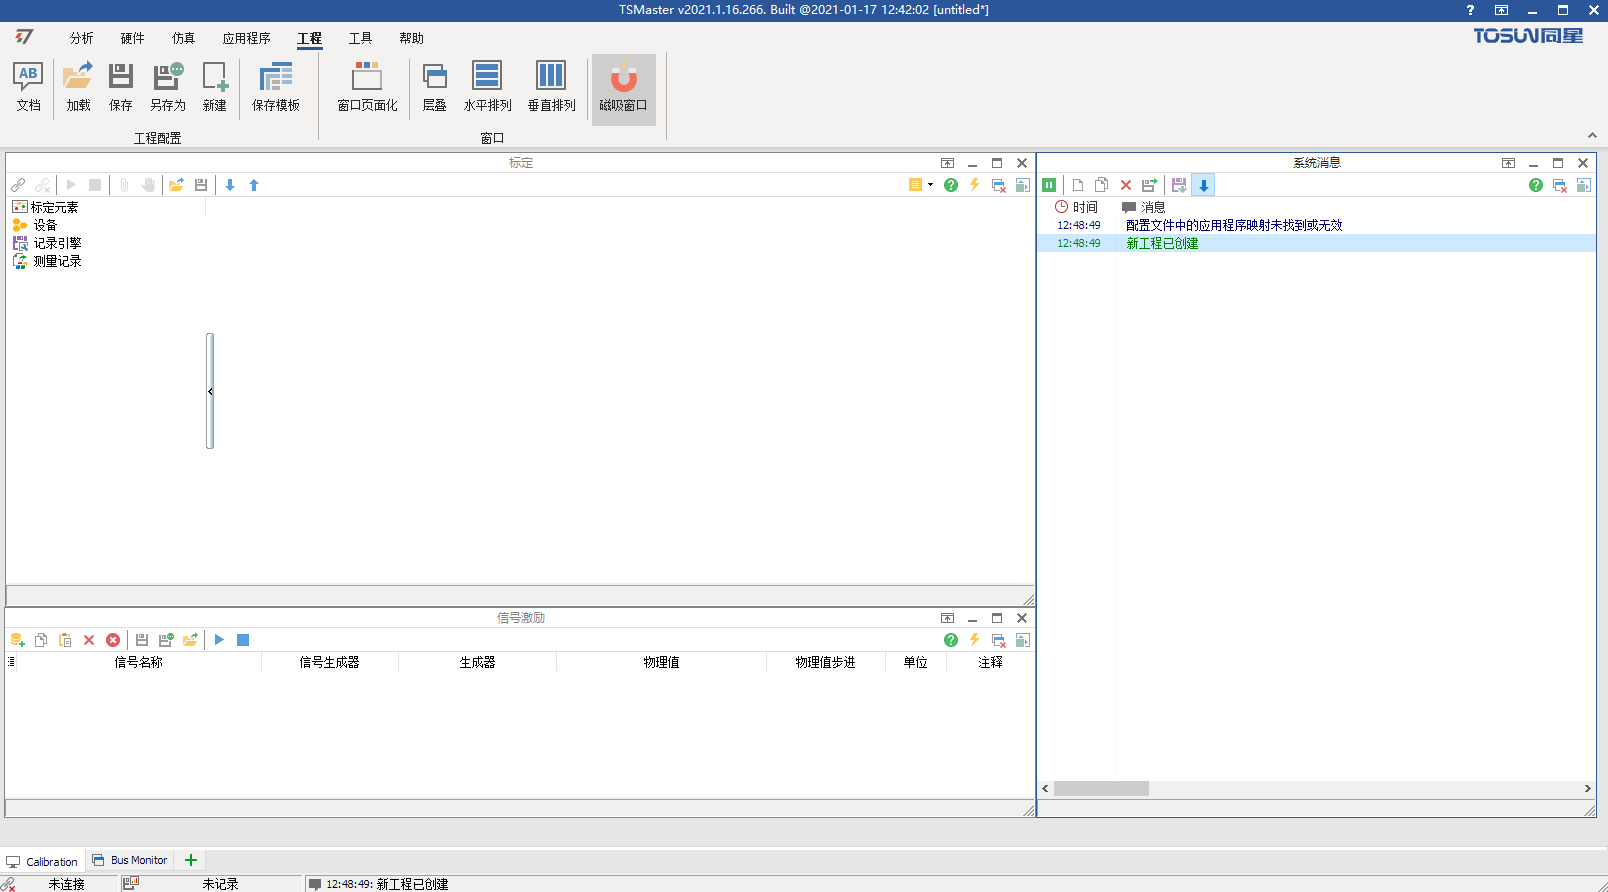 TSMaster v2021.1.16.266. Built @2021-01-17 12:42:02 [untitled*]
分析 硬件 仿真 应用程序 工程 工具 帮助
TOSUN同星
AB
文档 加载 保存 另存为 新建 保存模板 窗口页面化 层叠 水平排列 垂直排列 磁吸窗口
工程配置 窗口
标定
标定元素
设备
记录引擎
测量记录
系统消息
时间 消息
12:48:49 配置文件中的应用程序映射未找到或无效
12:48:49 新工程已创建
信号激励
信号名称 信号生成器 生成器 物理值 物理值步进 单位 注释
Calibration Bus Monitor
未连接 未记录 12:48:49: 新工程已创建